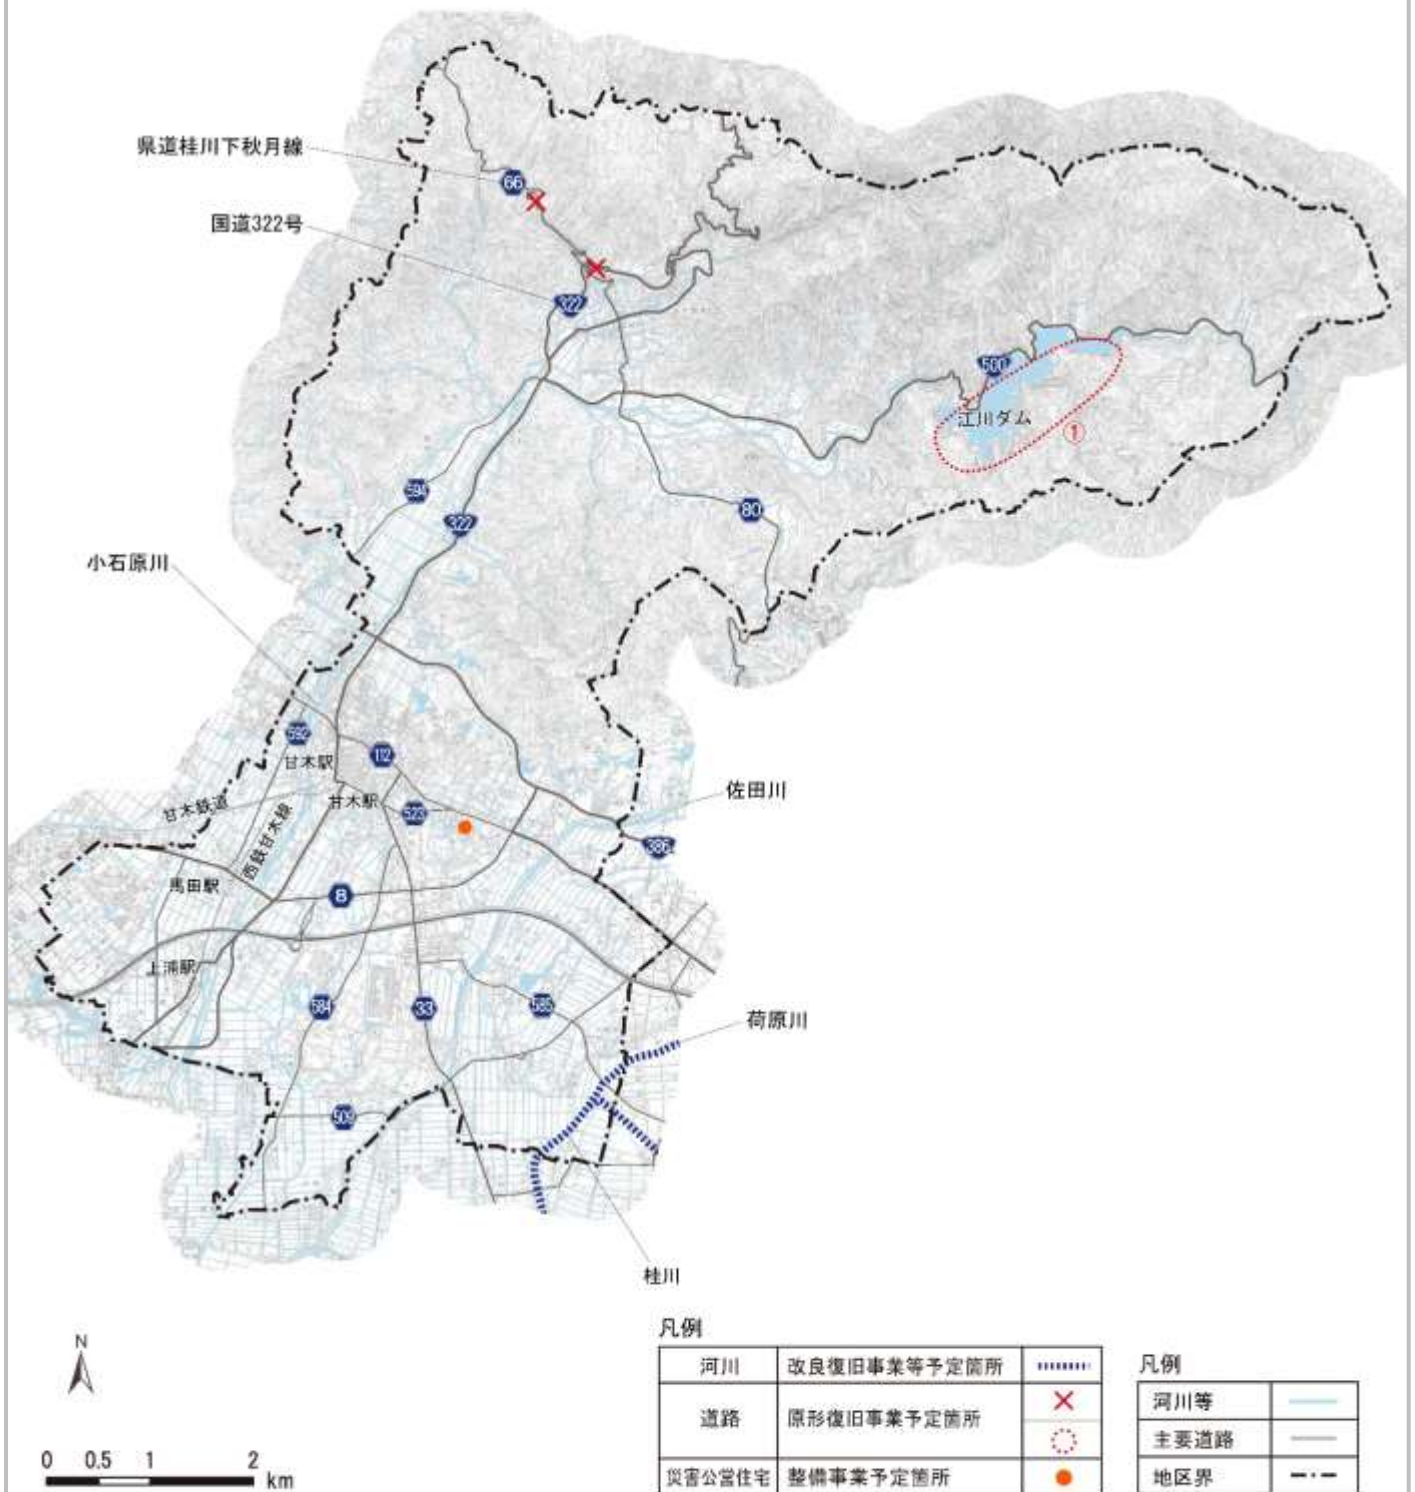 県道桂川下秋月線
66
国道322号
322
500
江川ダム
①
594
322
80
小石原川
592
甘木駅
112
佐田川
甘木鉄道
甘木駅
523
386
西鉄甘木線
馬田駅
8
上浦駅
584
33
585
荷原川
509
桂川
N
0 0.5 1 2
km
凡例
河川 改良復旧事業等予定箇所
道路 原形復旧事業予定箇所
災害公営住宅 整備事業予定箇所
凡例
河川等
主要道路
地区界